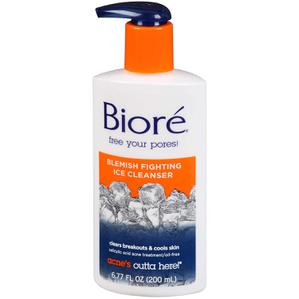 Bioré®
free your pores!
BLEMISH FIGHTING
ICE CLEANSER
clears breakouts & cools skin
salicylic acid acne treatment/oil-free
acne's outta here!™
6.77 FL OZ (200 mL)